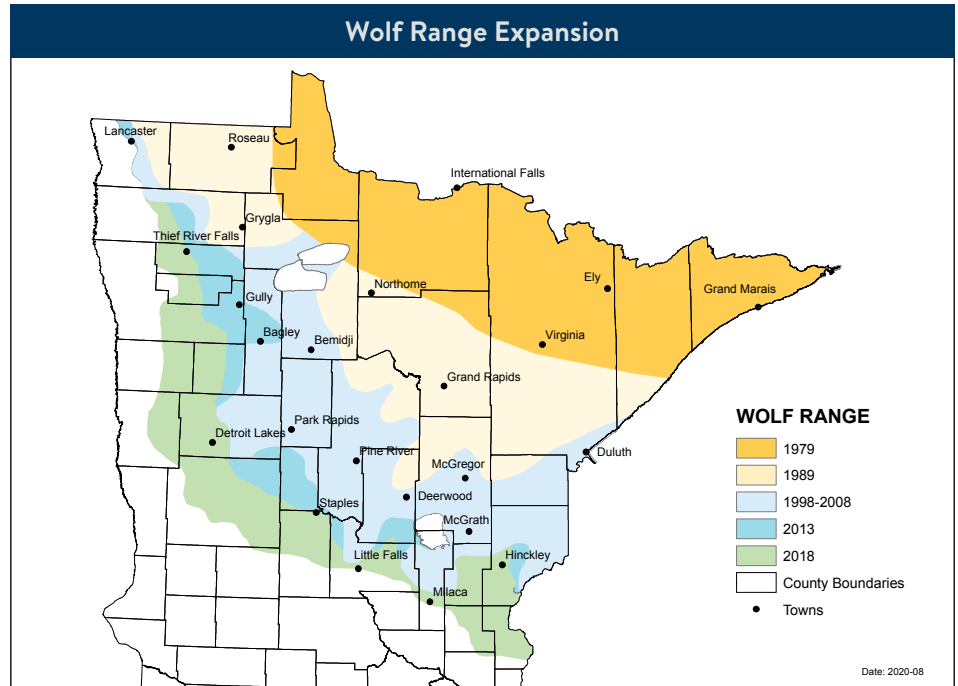 Wolf Range Expansion
Lancaster
Roseau
International Falls
Grygla
Thief River Falls
Ely
Northome
Grand Marais
Gully
Bagley
Bemidji
Virginia
Grand Rapids
Park Rapids
Detroit Lakes
Pine River
McGregor
Duluth
Deerwood
Staples
McGrath
Little Falls
Hinckley
Milaca
WOLF RANGE
1979
1989
1998-2008
2013
2018
County Boundaries
Towns
Date: 2020-08